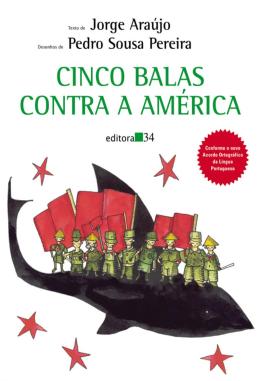 Texto de Jorge Araújo
Desenhos de Pedro Sousa Pereira
CINCO BALAS
CONTRA A AMÉRICA
editora 34
Conforme o novo
Acordo Ortográfico
da Língua
Portuguesa